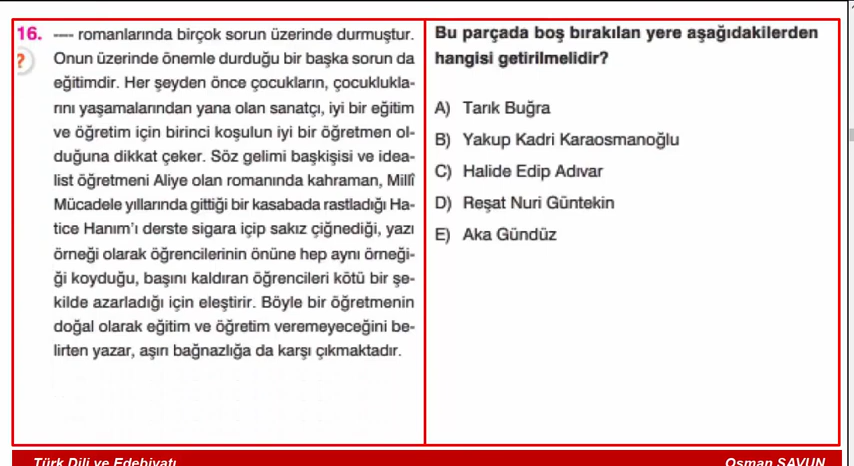 16. ---- romanlarında birçok sorun üzerinde durmuştur.
?
Onun üzerinde önemle durduğu bir başka sorun da
eğitimdir. Her şeyden önce çocukların, çocuklukla-
rını yaşamalarından yana olan sanatçı, iyi bir eğitim
ve öğretim için birinci koşulun iyi bir öğretmen ol-
duğuna dikkat çeker. Söz gelimi başkişisi ve idea-
list öğretmeni Aliye olan romanında kahraman, Millî
Mücadele yıllarında gittiği bir kasabada rastladığı Ha-
tice Hanım’ı derste sigara içip sakız çiğnediği, yazı
örneği olarak öğrencilerinin önüne hep aynı örneği-
ği koyduğu, başını kaldıran öğrencileri kötü bir şe-
kilde azarladığı için eleştirir. Böyle bir öğretmenin
doğal olarak eğitim ve öğretim veremeyeceğini be-
lirten yazar, aşırı bağnazlığa da karşı çıkmaktadır.
Bu parçada boş bırakılan yere aşağıdakilerden
hangisi getirilmelidir?
A) Tarık Buğra
B) Yakup Kadri Karaosmanoğlu
C) Halide Edip Adıvar
D) Reşat Nuri Güntekin
E) Aka Gündüz
Türk Dili ve Edebiyatı
Osman SAVUN